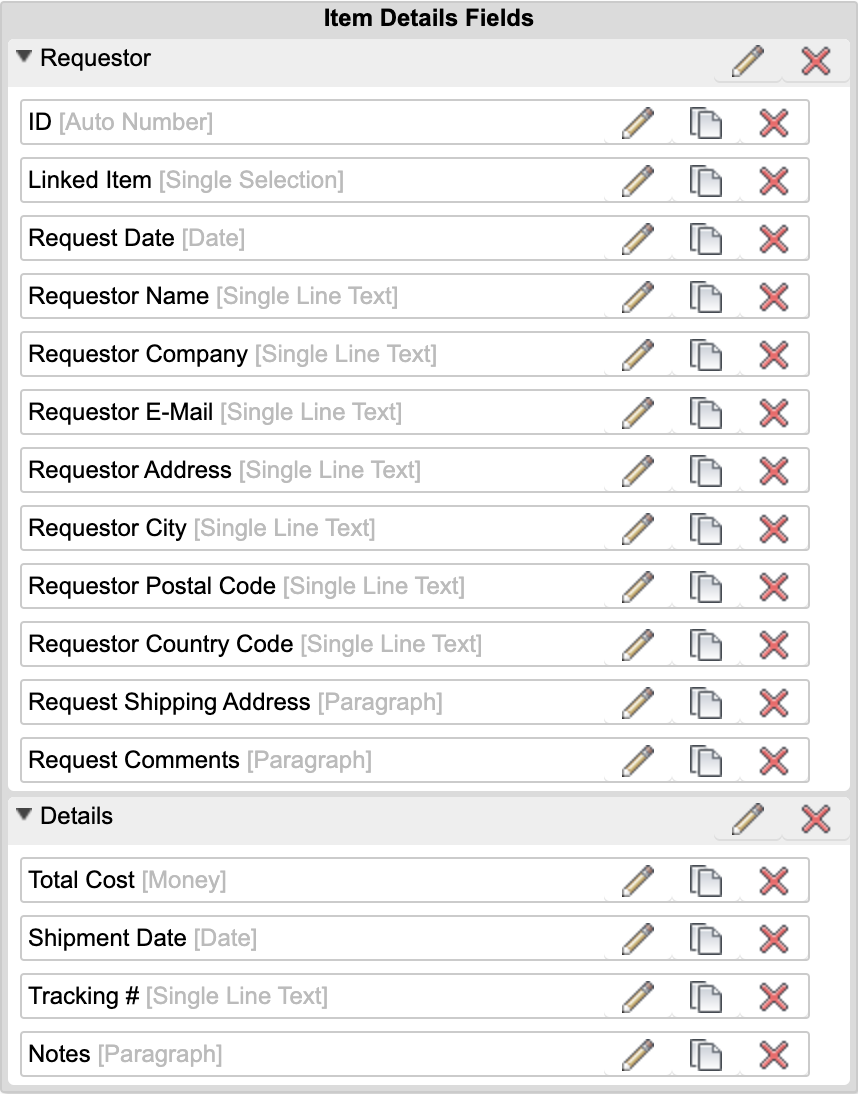 Item Details Fields
Requestor
ID [Auto Number]
Linked Item [Single Selection]
Request Date [Date]
Requestor Name [Single Line Text]
Requestor Company [Single Line Text]
Requestor E-Mail [Single Line Text]
Requestor Address [Single Line Text]
Requestor City [Single Line Text]
Requestor Postal Code [Single Line Text]
Requestor Country Code [Single Line Text]
Request Shipping Address [Paragraph]
Request Comments [Paragraph]
Details
Total Cost [Money]
Shipment Date [Date]
Tracking # [Single Line Text]
Notes [Paragraph]